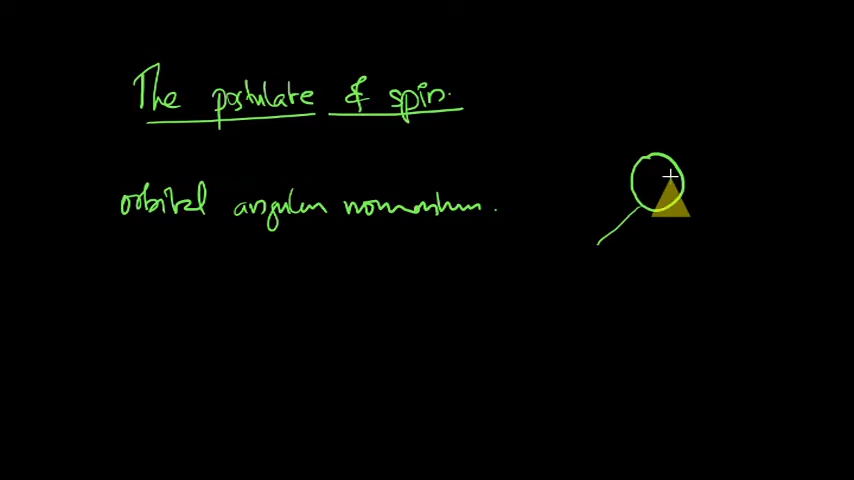 The postulate of spin.
orbital angular momentum.